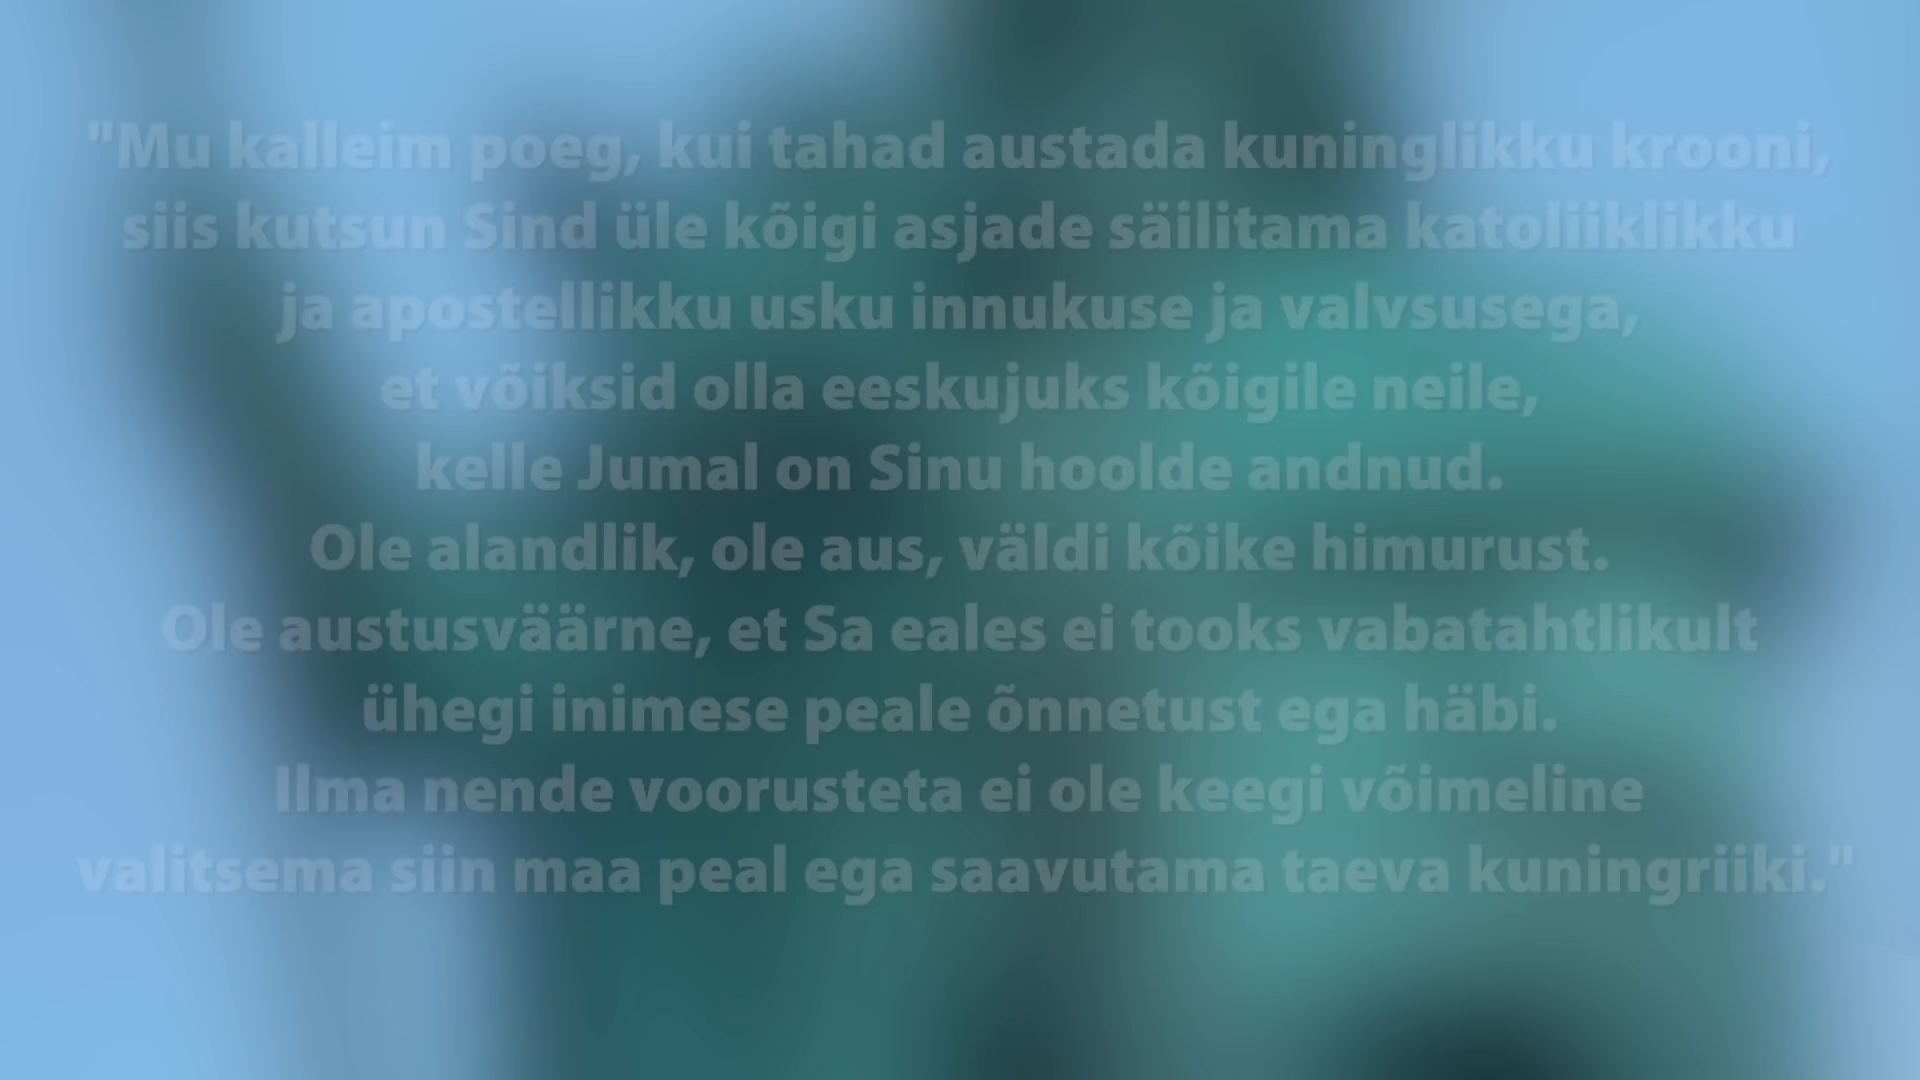 "Mu kalleim poeg, kui tahad austada kuninglikku krooni,
siis kutsun Sind üle kõigi asjade säilitama katoliiklikku
ja apostellikku usku innukuse ja valvsusega,
et võiksid olla eeskujuks kõigile neile,
kelle Jumal on Sinu hoolde andnud.
Ole alandlik, ole aus, väldi kõike himurust.
Ole austusväärne, et Sa eales ei tooks vabatahtlikult
ühegi inimese peale õnnetust ega häbi.
Ilma nende voorusteta ei ole keegi võimeline
valitsema siin maa peal ega saavutama taeva kuningriiki."